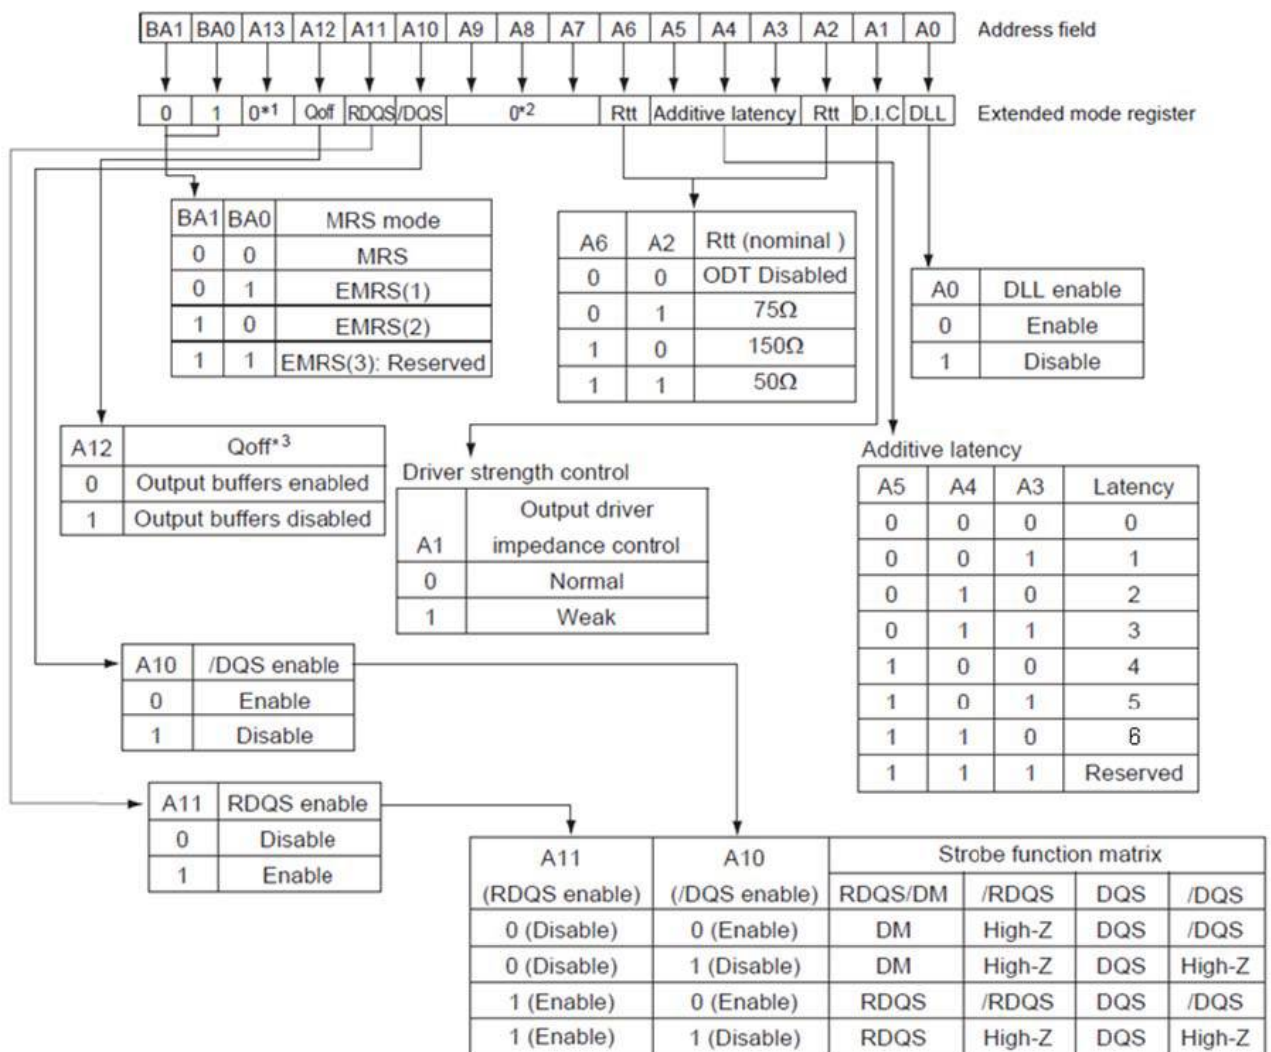 BA1 BA0 A13 A12 A11 A10 A9 A8 A7 A6 A5 A4 A3 A2 A1 A0 Address field
0 1 0*1 Qoff RDQS /DQS 0*2 Rtt Additive latency Rtt D.I.C DLL Extended mode register
BA1 BA0 MRS mode
0 0 MRS
0 1 EMRS(1)
1 0 EMRS(2)
1 1 EMRS(3): Reserved
A6 A2 Rtt (nominal )
0 0 ODT Disabled
0 1 75Ω
1 0 150Ω
1 1 50Ω
A0 DLL enable
0 Enable
1 Disable
A12 Qoff*3
0 Output buffers enabled
1 Output buffers disabled
Driver strength control
A1 Output driver
impedance control
0 Normal
1 Weak
Additive latency
A5 A4 A3 Latency
0 0 0 0
0 0 1 1
0 1 0 2
0 1 1 3
1 0 0 4
1 0 1 5
1 1 0 6
1 1 1 Reserved
A10 /DQS enable
0 Enable
1 Disable
A11 RDQS enable
0 Disable
1 Enable
A11 A10 Strobe function matrix
(RDQS enable) (/DQS enable) RDQS/DM /RDQS DQS /DQS
0 (Disable) 0 (Enable) DM High-Z DQS /DQS
0 (Disable) 1 (Disable) DM High-Z DQS High-Z
1 (Enable) 0 (Enable) RDQS /RDQS DQS /DQS
1 (Enable) 1 (Disable) RDQS High-Z DQS High-Z